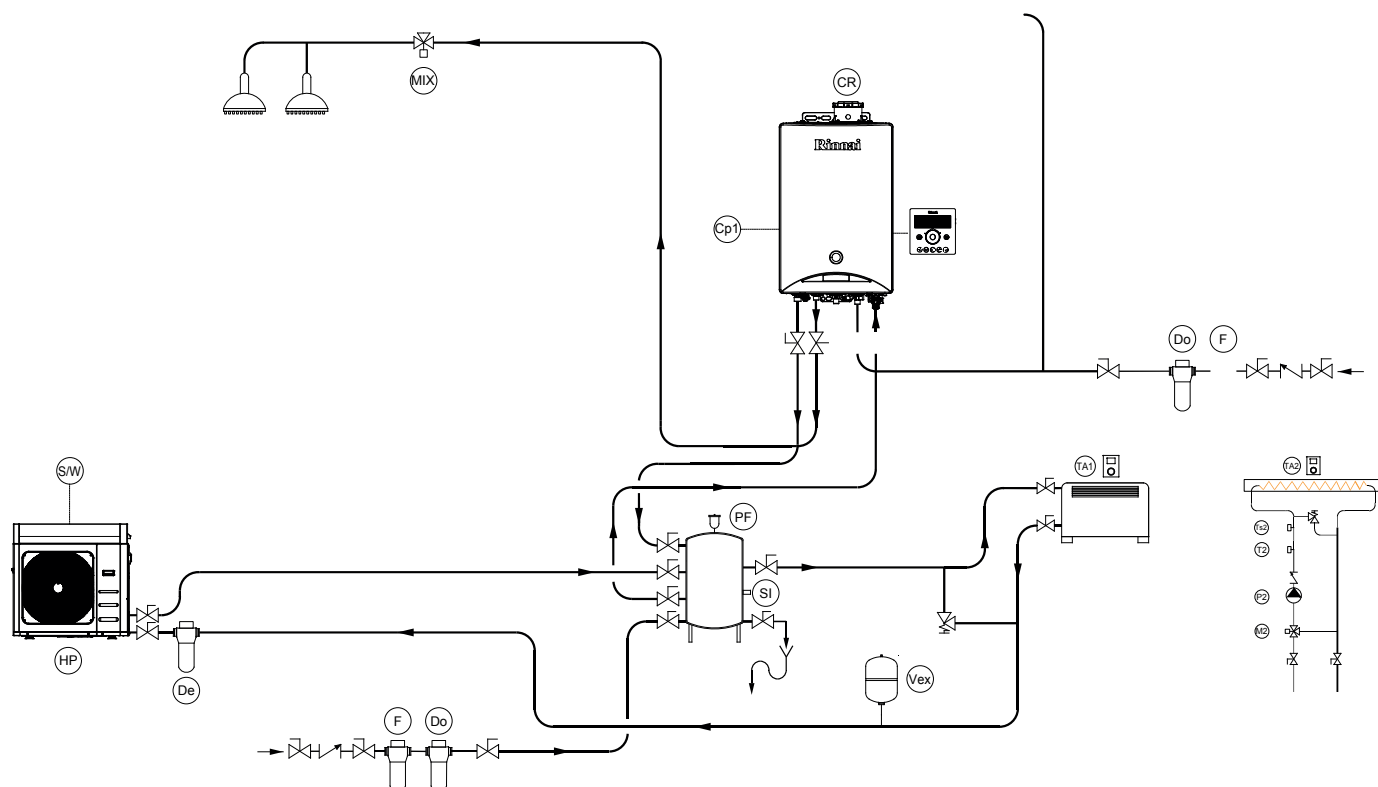 MIX
CR
Rinnai
Cp1
Do
F
S/W
TA1
TA2
PF
Ts2
T2
SI
P2
HP
M2
De
Vex
F
Do